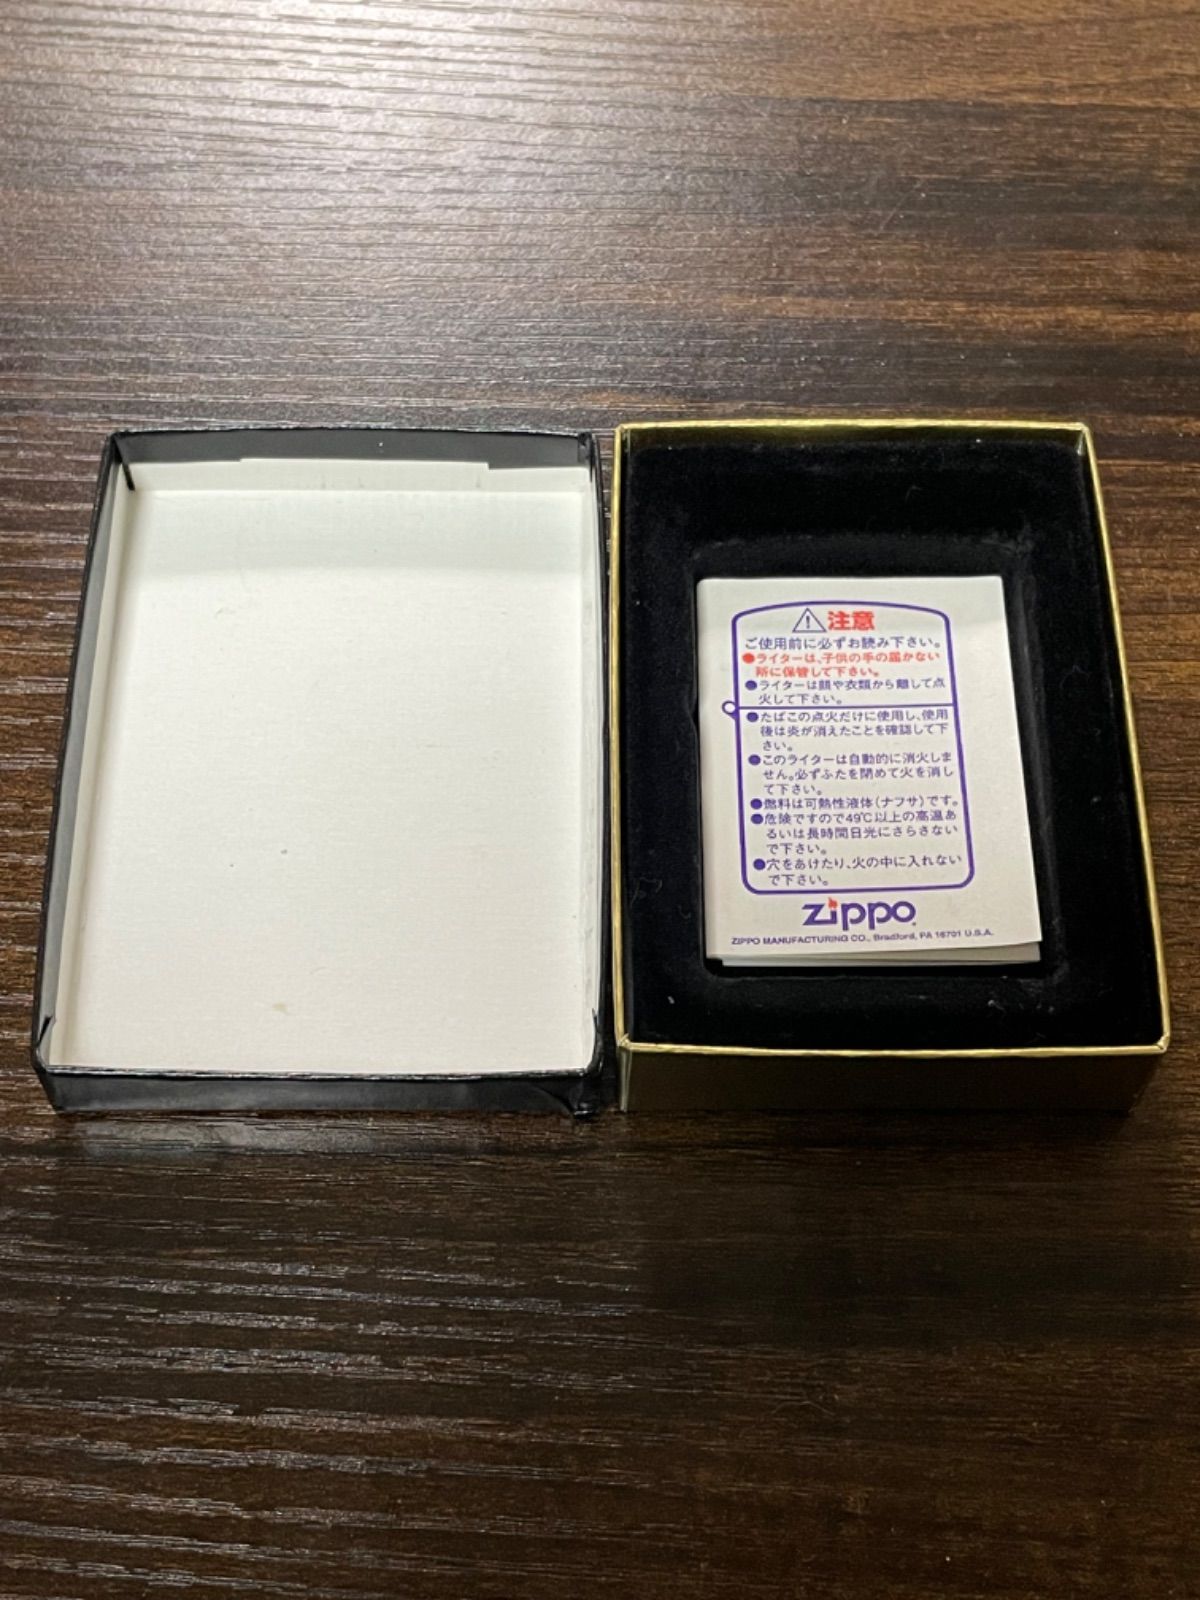 ⚠注意
ご使用前に必ずお読み下さい。
●ライターは、子供の手の届かない
所に保管して下さい。
●ライターは顔や衣類から離して点
火して下さい。
●たばこの点火だけに使用し、使用
後は炎が消えたことを確認して下
さい。
●このライターは自動的に消火しま
せん。必ずふたを閉めて火を消し
て下さい。
●燃料は可熱性液体(ナフサ)です。
●危険ですので49℃以上の高温あ
るいは長時間日光にさらさない
で下さい。
●穴をあけたり、火の中に入れない
で下さい。
zippo
ZIPPO MANUFACTURING CO., Bradford, PA 16701 U.S.A.